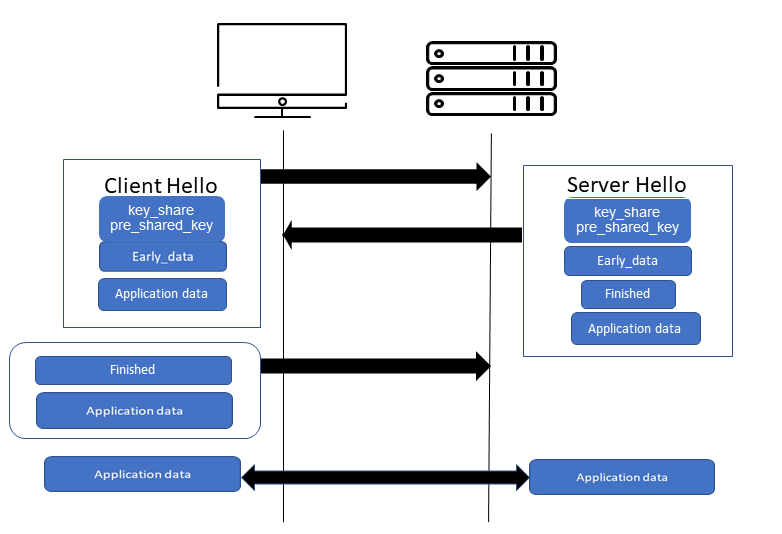 Client Hello
key_share
pre_shared_key
Early_data
Application data
Server Hello
key_share
pre_shared_key
Early_data
Finished
Application data
Finished
Application data
Application data
Application data